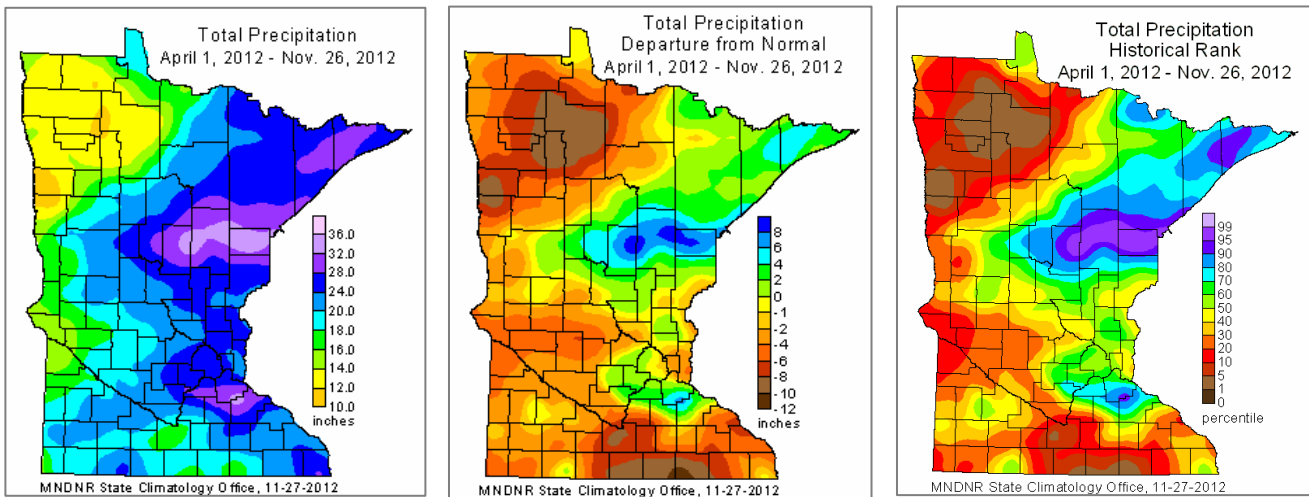 Total Precipitation
April 1, 2012 - Nov. 26, 2012
36.0
32.0
28.0
24.0
20.0
18.0
16.0
14.0
12.0
10.0
inches
MNDNR State Climatology Office, 11-27-2012
Total Precipitation
Departure from Normal
April 1, 2012 - Nov. 26, 2012
8
6
4
2
0
-1
-2
-4
-6
-8
-10
-12
inches
MNDNR State Climatology Office, 11-27-2012
Total Precipitation
Historical Rank
April 1, 2012 - Nov. 26, 2012
99
95
90
80
70
60
50
40
30
20
10
5
1
0
percentile
MNDNR State Climatology Office, 11-27-2012